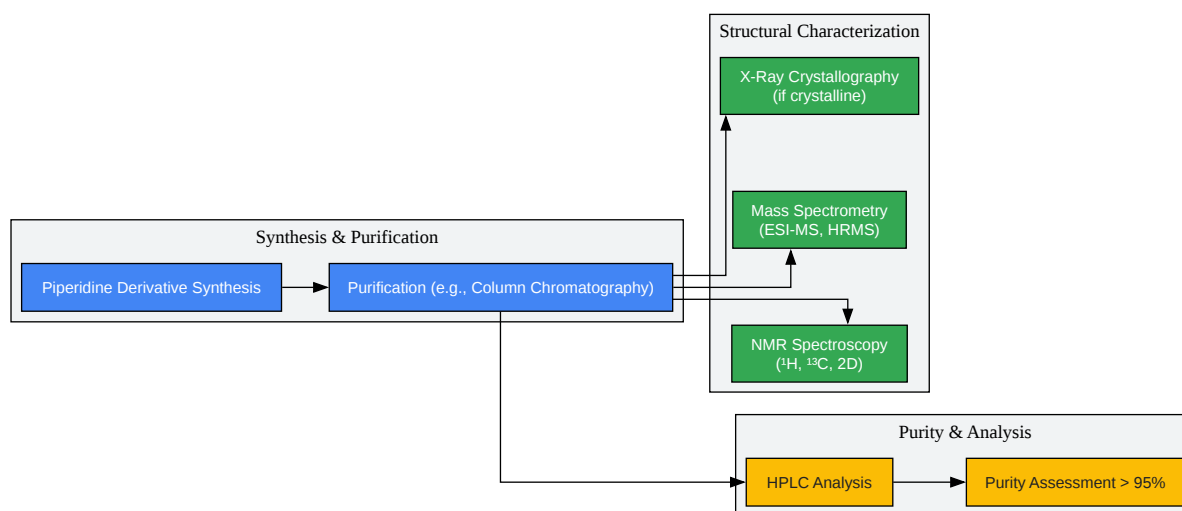 Structural Characterization
X-Ray Crystallography
(if crystalline)
Mass Spectrometry
(ESI-MS, HRMS)
Synthesis & Purification
Piperidine Derivative Synthesis
Purification (e.g., Column Chromatography)
NMR Spectroscopy
(¹H, ¹³C, 2D)
Purity & Analysis
HPLC Analysis
Purity Assessment > 95%